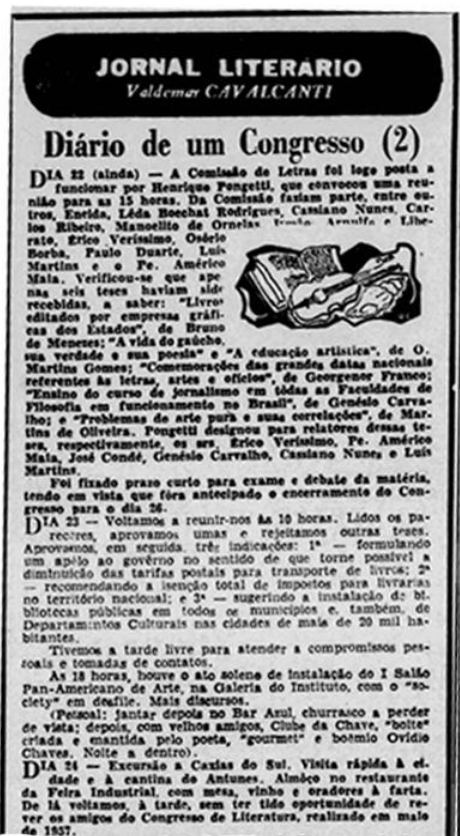 JORNAL LITERÁRIO
Valdemar CAVALCANTI
Diário de um Congresso (2)
DIA 22 (ainda) — A Comissão de Letras foi logo posta a
funcionar por Henrique Pongetti, que convocou uma reu-
nião para as 15 horas. Da Comissão faziam parte, entre ou-
tros, Eneida, Lêda Boechat Rodrigues, Cassiano Nunes, Car-
los Ribeiro, Manoelito de Ornelas e Libe-
rato, Érico Veríssimo, Osório
Borba, Paulo Duarte, Luis
Martins e o Pe. Américo
Maia. Verificou-se que ape-
nas seis teses haviam sido
recebidas, a saber: "Livros
editados por empresas gráfi-
cas dos Estados", de Bruno
de Menezes; "A vida do gaúcho,
sua verdade e sua poesia" e "A educação artística", de O.
Martins Gomes; "Comemorações das grandes datas nacionais
referentes às letras, artes e ofícios", de Georgenor Franco;
"Ensino do curso de jornalismo em tôdas as Faculdades de
Filosofia em funcionamento no Brasil", de Genésio Carva-
lho; e "Problemas de arte pura e suas correlações", de Mar-
tins de Oliveira. Pongetti designou para relatores dessas te-
ses, respectivamente, os srs. Érico Veríssimo, Pe. Américo
Maia, José Condé, Genésio Carvalho, Cassiano Nunes e Luis
Martins.
Foi fixado prazo curto para exame e debate da matéria,
tendo em vista que fôra antecipado o encerramento do Con-
gresso para o dia 26.
DIA 23 — Voltamos a reunir-nos às 10 horas. Lidos os pa-
receres, aprovamos umas e rejeitamos outras teses.
Aprovamos, em seguida, três indicações: 1ª — formulando
um apêlo ao govêrno no sentido de que torne possível a
diminuição das tarifas postais para transporte de livros; 2ª
— recomendando a isenção total de impostos para livrarias
no território nacional; e 3ª — sugerindo a instalação de bi-
bliotecas públicas em todos os municípios e, também, de
Departamentos Culturais nas cidades de mais de 20 mil ha-
bitantes.
Tivemos a tarde livre para atender a compromissos pes-
soais e tomadas de contatos.
As 18 horas, houve o ato solene de instalação do I Salão
Pan-Americano de Arte, na Galeria do Instituto, com o "so-
ciety" em desfile. Mais discursos.
(Pessoal: jantar depois no Bar Azul, churrasco a perder
de vista; depois, com velhos amigos, Clube da Chave, "boite"
criada e mantida pelo poeta, "gourmet" e boêmio Ovídio
Chaves. Noite a dentro).
DIA 24 — Excursão a Caxias do Sul. Visita rápida à ci-
dade e à cantina do Antunes. Almôço no restaurante
da Feira Industrial, com mesa, vinho e oradores à farta.
De lá voltamos, à tarde, sem ter tido oportunidade de re-
ver os amigos do Congresso de Literatura, realizado em maio
de 1957.